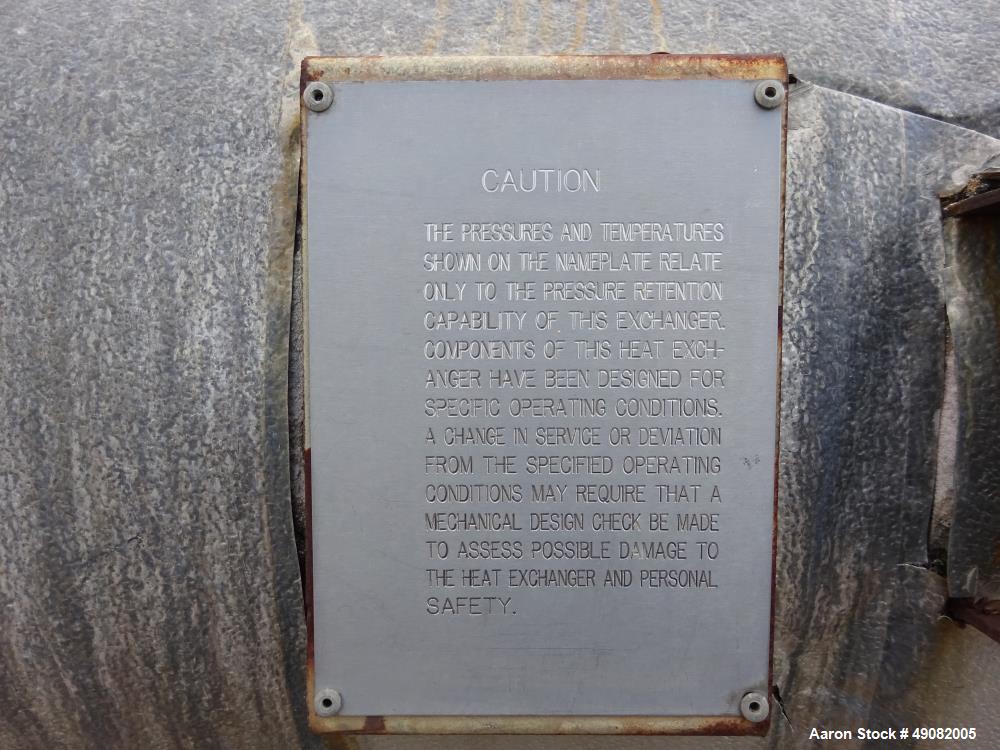 CAUTION
THE PRESSURES AND TEMPERATURES
SHOWN ON THE NAMEPLATE RELATE
ONLY TO THE PRESSURE RETENTION
CAPABILITY OF THIS EXCHANGER.
COMPONENTS OF THIS HEAT EXCH-
ANGER HAVE BEEN DESIGNED FOR
SPECIFIC OPERATING CONDITIONS.
A CHANGE IN SERVICE OR DEVIATION
FROM THE SPECIFIED OPERATING
CONDITIONS MAY REQUIRE THAT A
MECHANICAL DESIGN CHECK BE MADE
TO ASSESS POSSIBLE DAMAGE TO
THE HEAT EXCHANGER AND PERSONAL
SAFETY.
Aaron Stock # 49082005